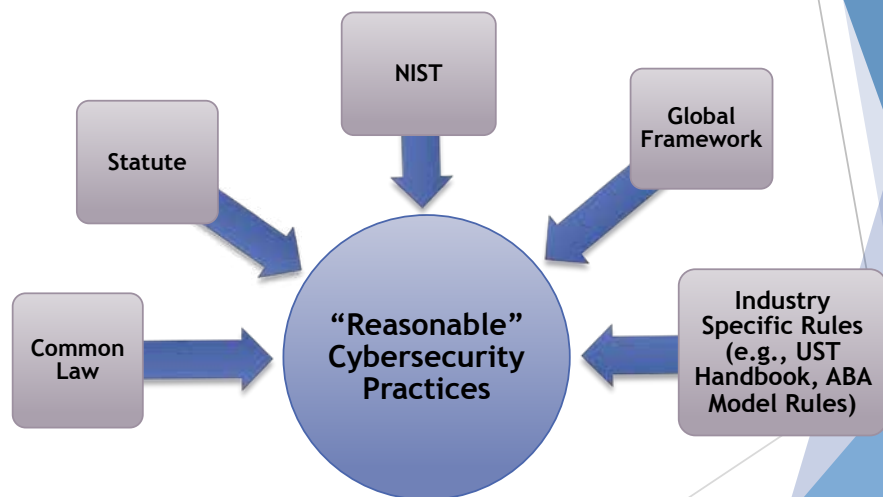 NIST
Global
Framework
Statute
Common
Law
“Reasonable”
Cybersecurity
Practices
Industry
Specific Rules
(e.g., UST
Handbook, ABA
Model Rules)